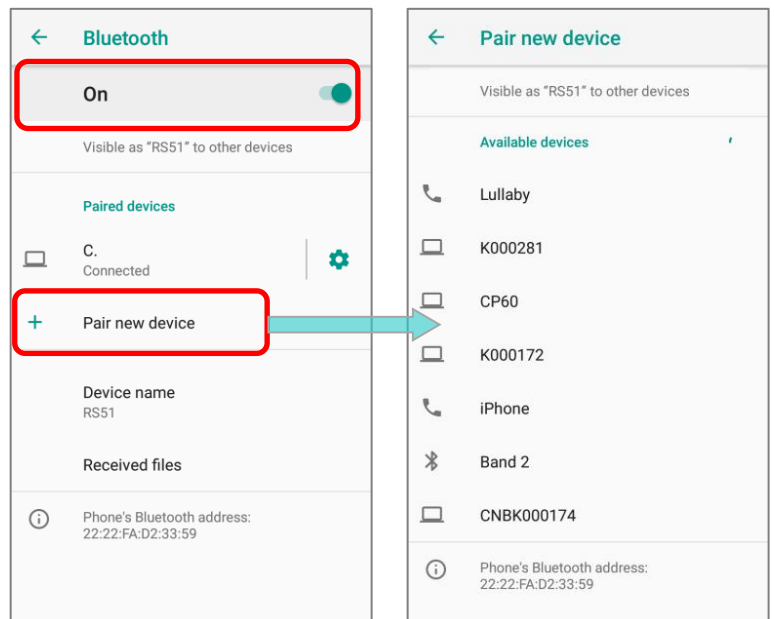 Bluetooth
On
Visible as "RS51" to other devices
Paired devices
C.
Connected
Pair new device
Device name
RS51
Received files
Phone's Bluetooth address:
22:22:FA:D2:33:59
Pair new device
Visible as "RS51" to other devices
Available devices
Lullaby
K000281
CP60
K000172
iPhone
Band 2
CNBK000174
Phone's Bluetooth address:
22:22:FA:D2:33:59